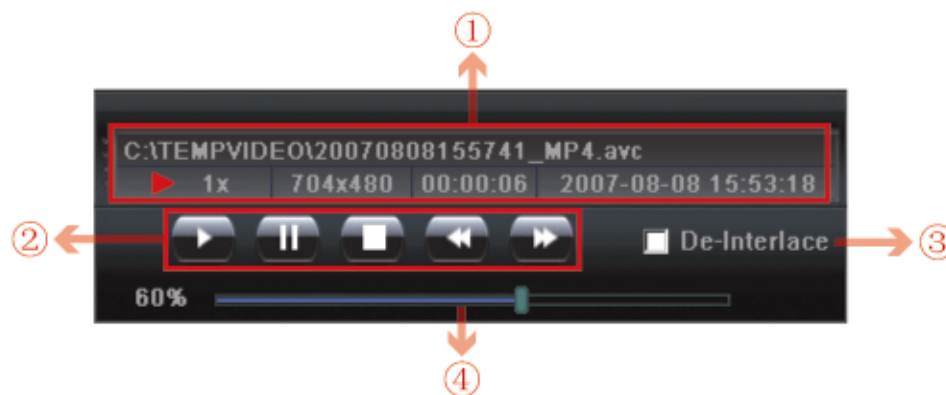 ①
C:\TEMPVIDEO\20070808155741_MP4.avc
1x 704x480 00:00:06 2007-08-08 15:53:18
②
De-Interlace
③
60%
④